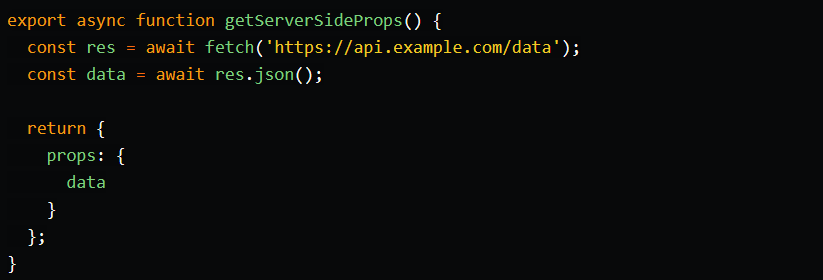 export async function getServerSideProps() {
  const res = await fetch('https://api.example.com/data');
  const data = await res.json();

  return {
    props: {
      data
    }
  };
}